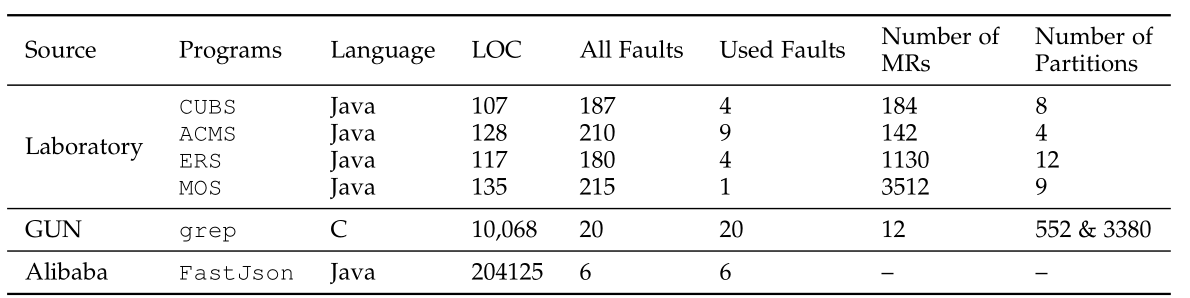 Source Programs Language LOC All Faults Used Faults Number of MRs Number of Partitions
Laboratory CUBS Java 107 187 4 184 8
ACMS Java 128 210 9 142 4
ERS Java 117 180 4 1130 12
MOS Java 135 215 1 3512 9
GUN grep C 10,068 20 20 12 552 & 3380
Alibaba FastJson Java 204125 6 6 – –